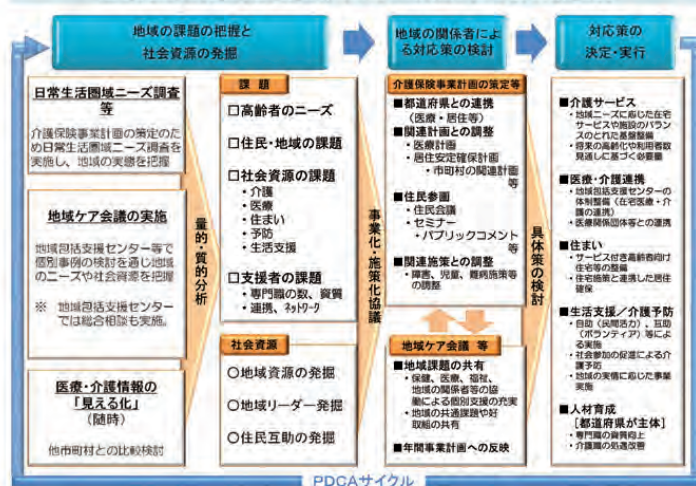 地域の課題の把握と
社会資源の発掘
地域の関係者によ
る対応策の検討
対応策の
決定・実行
日常生活圏域ニーズ調査
等
介護保険事業計画の策定のた
め日常生活圏域ニーズ調査を
実施し、地域の実態を把握
地域ケア会議の実施
地域包括支援センター等で
個別事例の検討を通じ地域
のニーズや社会資源を把握
※ 地域包括支援センター
では総合相談も実施。
医療・介護情報の
「見える化」
(随時)
他市町村との比較検討
量的・質的分析
課題
□高齢者のニーズ
□住民・地域の課題
□社会資源の課題
・介護
・医療
・住まい
・予防
・生活支援
□支援者の課題
・専門職の数、資質
・連携、ネットワーク
社会資源
○地域資源の発掘
○地域リーダー発掘
○住民互助の発掘
事業化・施策化協議
介護保険事業計画の策定等
■都道府県との連携
(医療・居住等)
■関連計画との調整
・医療計画
・居住安定確保計画
・市町村の関連計画
等
■住民参画
・住民会議
・セミナー
・パブリックコメント等
■関連施策との調整
・障害、児童、難病施策等
の調整
地域ケア会議 等
■地域課題の共有
・保健、医療、福祉、
地域の関係者等の協
働による個別支援の充実
・地域の共通課題や好
取組の共有
■年間事業計画への反映
具体策の検討
■介護サービス
・地域ニーズに応じた在宅
サービスや施設のバラン
スのとれた基盤整備
・将来の高齢化や利用者数
見通しに基づく必要量
■医療・介護連携
・地域包括支援センターの
体制整備(在宅医療・介
護の連携)
・医療関係団体等との連携
■住まい
・サービス付き高齢者向け
住宅等の整備
・住宅施策と連携した居住
確保
■生活支援/介護予防
・自助(民間活力)、互助
(ボランティア)等によ
る実施
・社会参加の促進による介
護予防
・地域の実情に応じた事業
実施
■人材育成
[都道府県が主体]
・専門職の資質向上
・介護職の処遇改善
PDCAサイクル